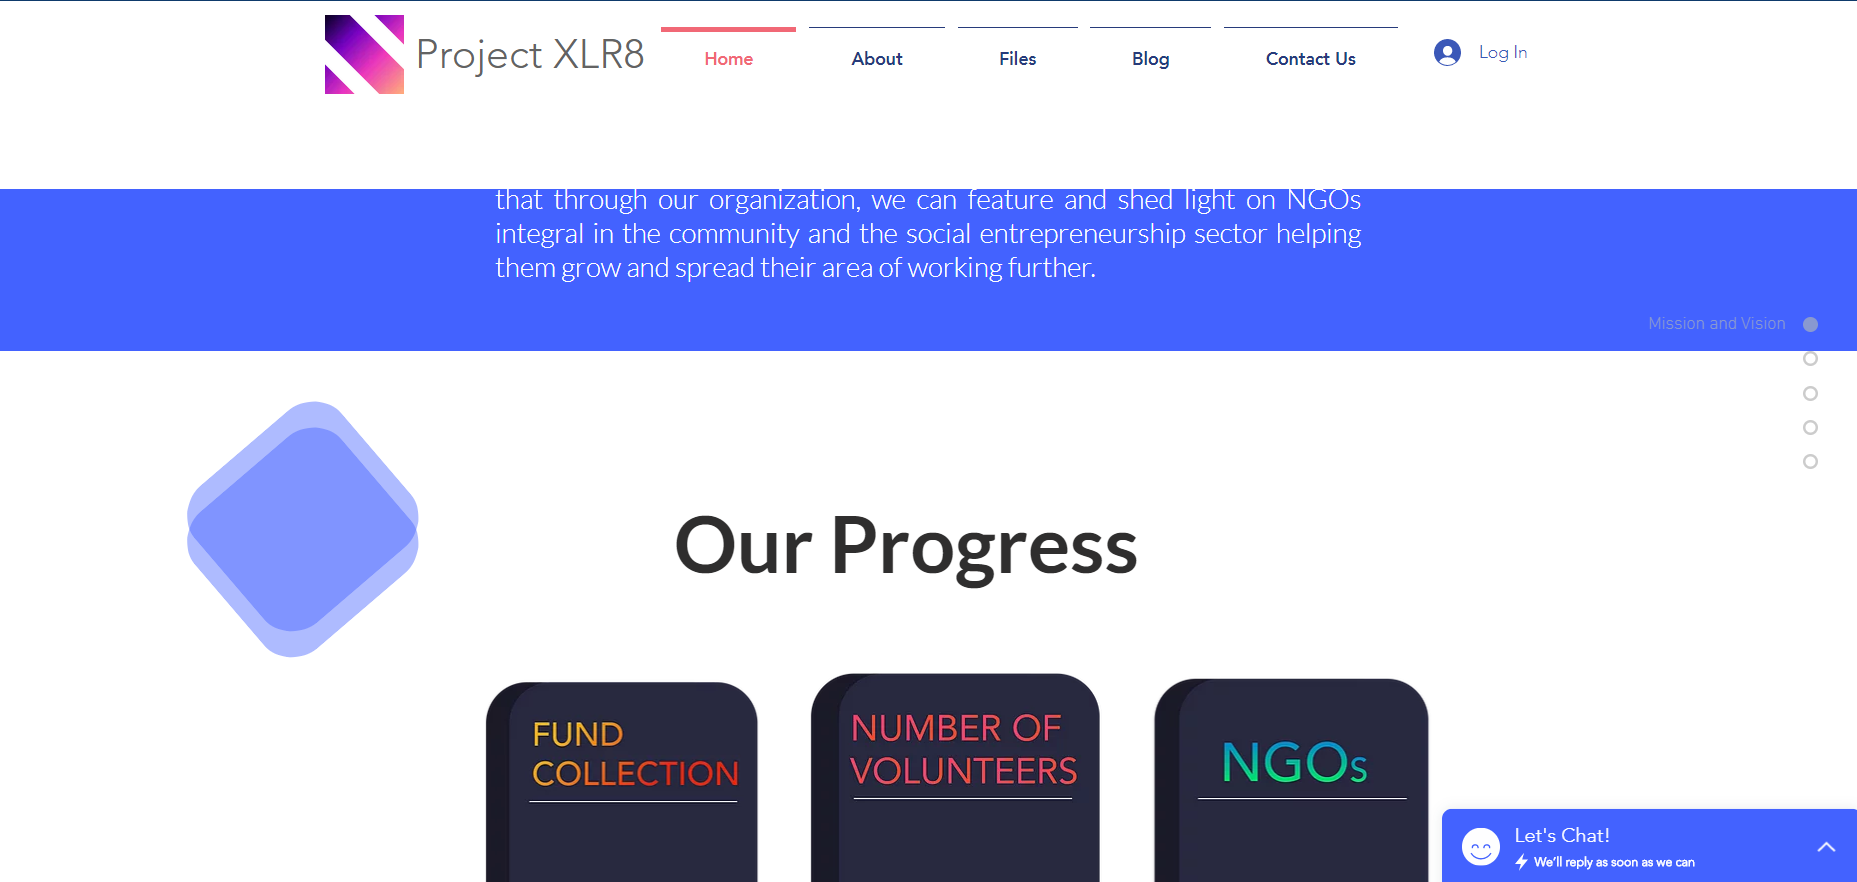 Project XLR8
Home
About
Files
Blog
Contact Us
Log In
that through our organization, we can feature and shed light on NGOs
integral in the community and the social entrepreneurship sector helping
them grow and spread their area of working further.
Mission and Vision
Our Progress
FUND
COLLECTION
NUMBER OF
VOLUNTEERS
NGOs
Let's Chat!
We'll reply as soon as we can